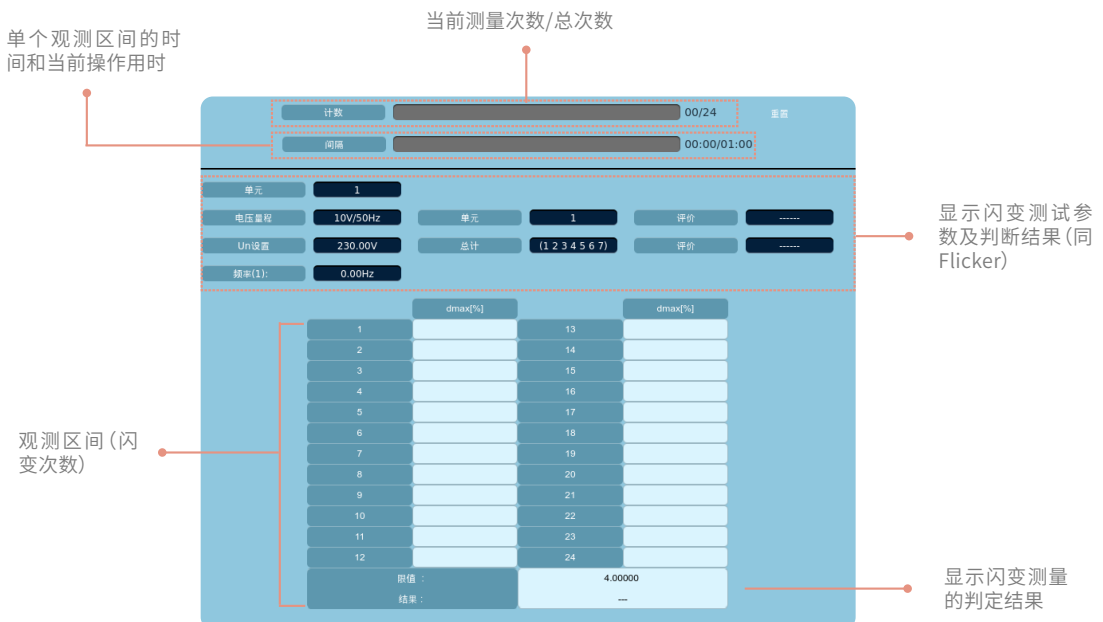 当前测量次数/总次数
单个观测区间的时
间和当前操作用时
计数 00/24 重置
间隔 00:00/01:00
单元 1
电压量程 10V/50Hz 单元 1 评价 ------
Un设置 230.00V 总计 (1 2 3 4 5 6 7) 评价 ------
频率(1): 0.00Hz
显示闪变测试参
数及判断结果(同
Flicker)
dmax[%] dmax[%]
1 13
2 14
3 15
4 16
5 17
6 18
7 19
8 20
9 21
10 22
11 23
12 24
限值 : 4.00000
结果 : ---
观测区间(闪
变次数)
显示闪变测量
的判定结果